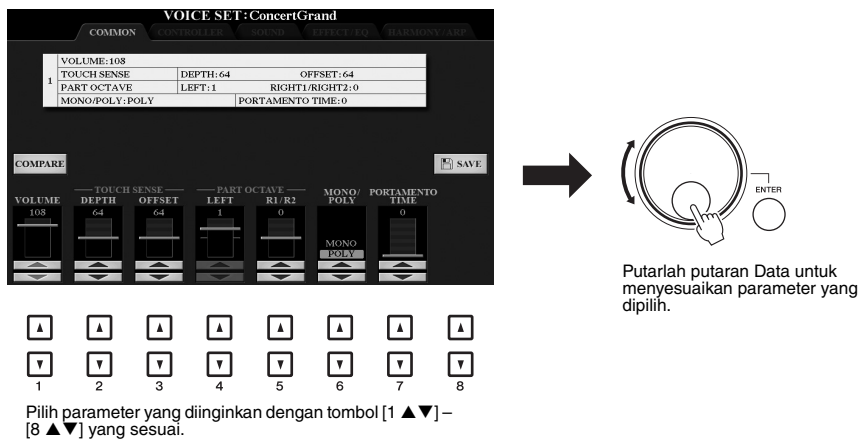 VOICE SET:ConcertGrand
COMMON CONTROLLER SOUND EFFECT/EQ HARMONY/ARP
1
VOLUME:108
TOUCH SENSE DEPTH:64 OFFSET:64
PART OCTAVE LEFT:1 RIGHT1/RIGHT2:0
MONO/POLY:POLY PORTAMENTO TIME:0
COMPARE SAVE
TOUCH SENSE PART OCTAVE MONO/ PORTAMENTO
VOLUME DEPTH OFFSET LEFT R1/R2 POLY TIME
108 64 64 1 0 0
MONO
POLY
1 2 3 4 5 6 7 8
Pilih parameter yang diinginkan dengan tombol [1 ▲▼] –
[8 ▲▼] yang sesuai.
ENTER
Putarlah putaran Data untuk
menyesuaikan parameter yang
dipilih.